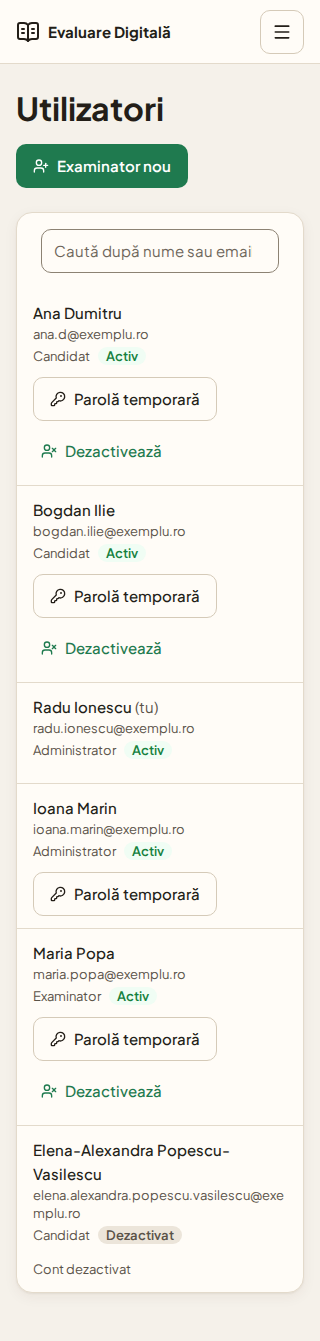 Evaluare Digitală
Utilizatori
Examinator nou
Caută după nume sau emai
Ana Dumitru
ana.d@exemplu.ro
Candidat Activ
Parolă temporară
Dezactivează
Bogdan Ilie
bogdan.ilie@exemplu.ro
Candidat Activ
Parolă temporară
Dezactivează
Radu Ionescu (tu)
radu.ionescu@exemplu.ro
Administrator Activ
Ioana Marin
ioana.marin@exemplu.ro
Administrator Activ
Parolă temporară
Maria Popa
maria.popa@exemplu.ro
Examinator Activ
Parolă temporară
Dezactivează
Elena-Alexandra Popescu-
Vasilescu
elena.alexandra.popescu.vasilescu@exe
mplu.ro
Candidat Dezactivat
Cont dezactivat